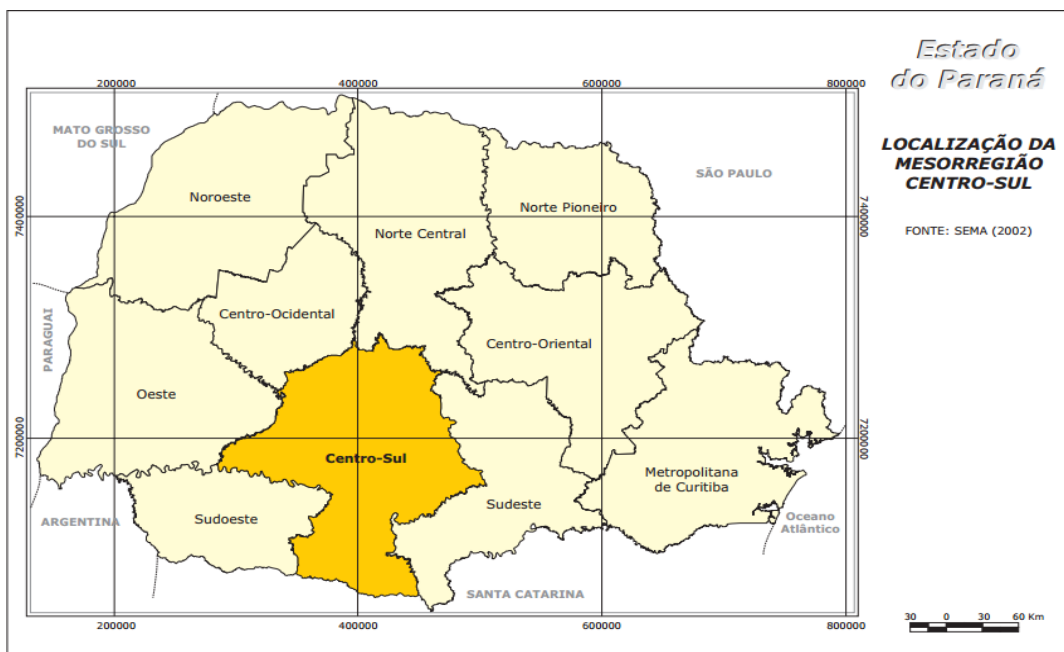 Estado
do Paraná
LOCALIZAÇÃO DA
MESORREGIÃO
CENTRO-SUL
FONTE: SEMA (2002)
200000
400000
600000
800000
MATO GROSSO
DO SUL
SÃO PAULO
Noroeste
Norte Pioneiro
7400000
7400000
Norte Central
Centro-Ocidental
PARAGUAI
Centro-Oriental
Oeste
7200000
7200000
Centro-Sul
Metropolitana
de Curitiba
Sudeste
Sudoeste
ARGENTINA
Oceano
Atlântico
SANTA CATARINA
200000
400000
600000
800000
30 0 30 60 Km